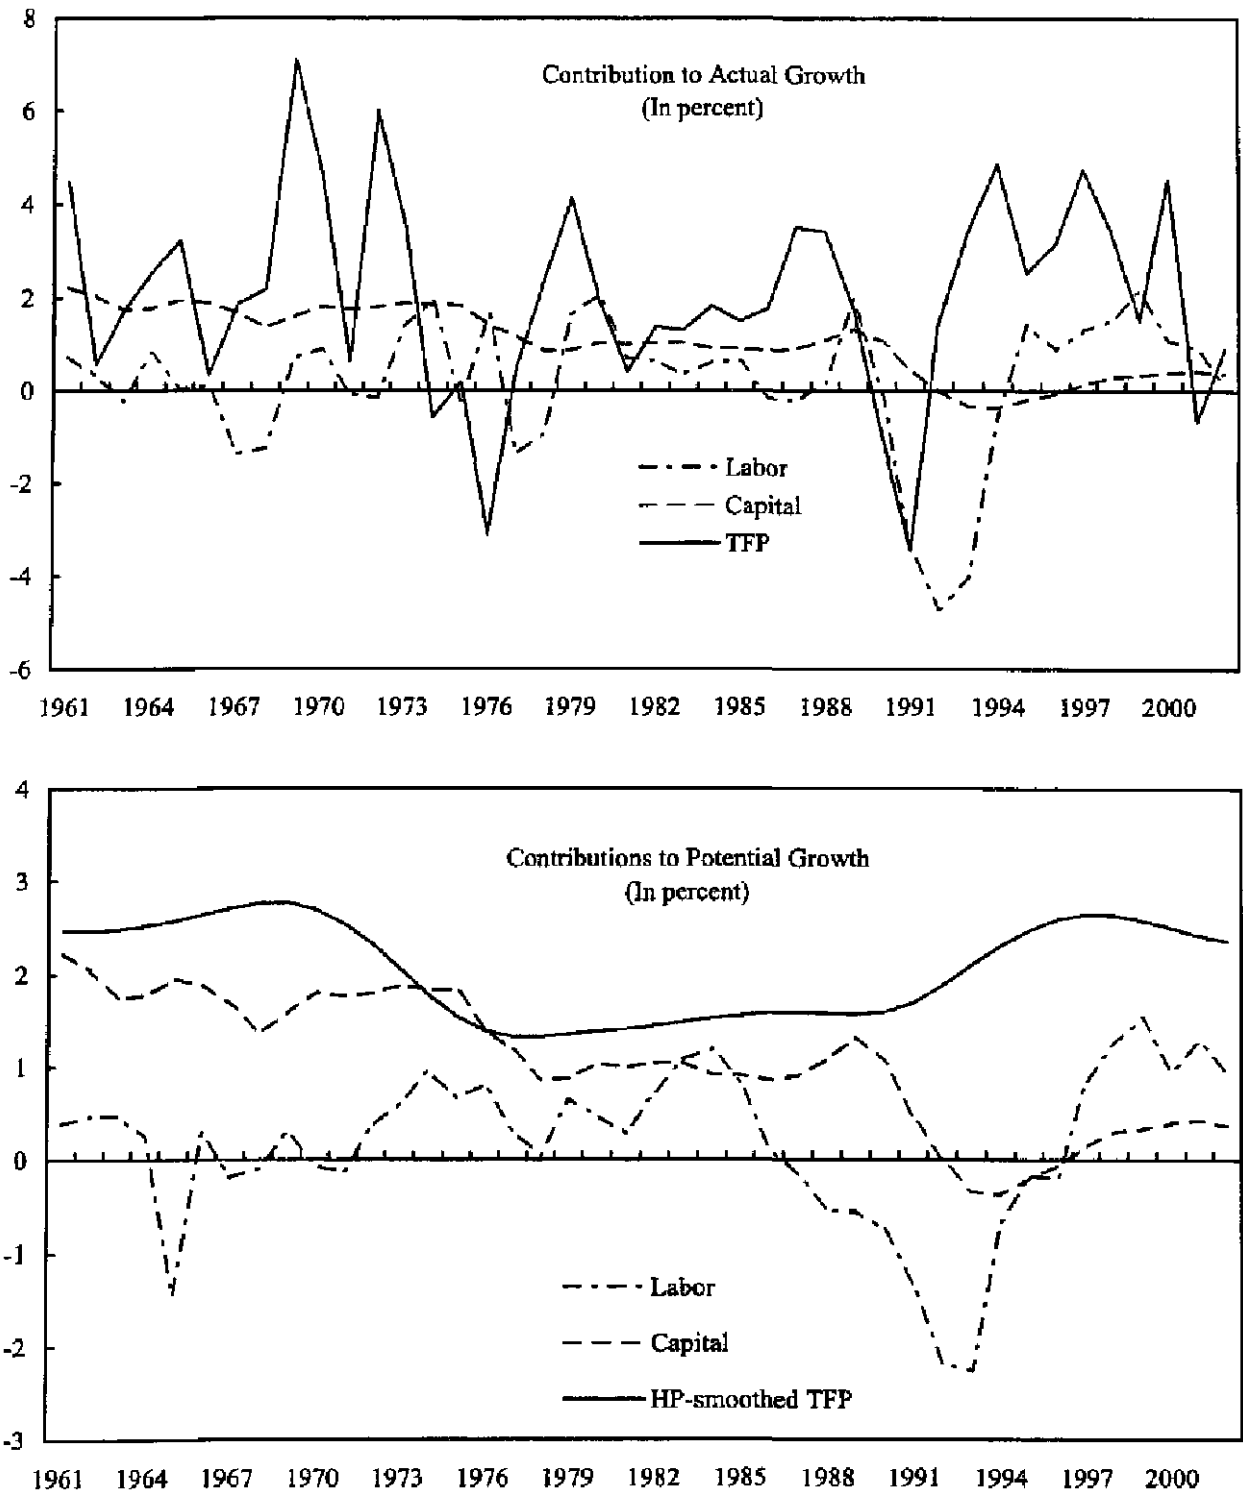 8
Contribution to Actual Growth
(In percent)
6
4
2
0
Labor
-2
Capital
TFP
-4
-6
1961 1964 1967 1970 1973 1976 1979 1982 1985 1988 1991 1994 1997 2000
4
Contributions to Potential Growth
(In percent)
3
2
1
0
-1
Labor
-2
Capital
HP-smoothed TFP
-3
1961 1964 1967 1970 1973 1976 1979 1982 1985 1988 1991 1994 1997 2000